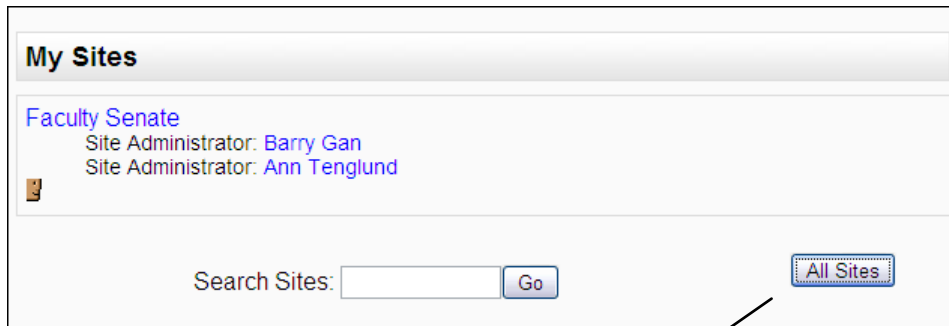 My Sites
Faculty Senate
Site Administrator: Barry Gan
Site Administrator: Ann Tenglund
Search Sites: Go All Sites